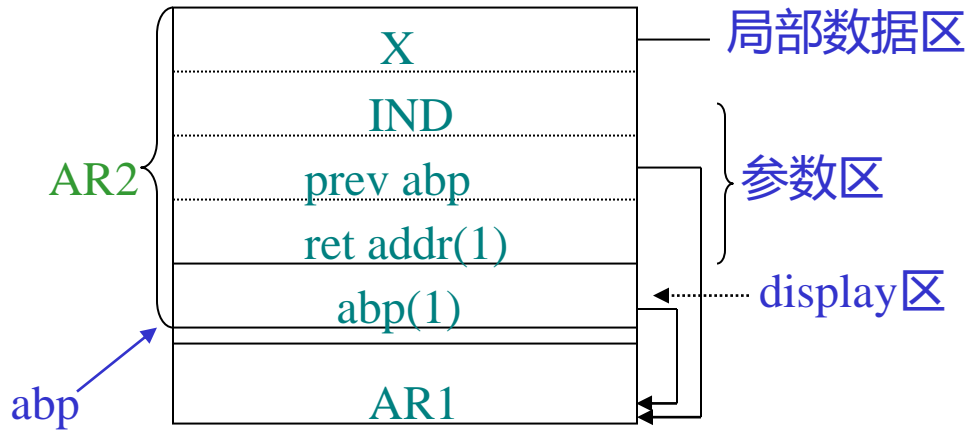 X
局部数据区
IND
AR2
prev abp
参数区
ret addr(1)
abp(1)
display区
abp
AR1